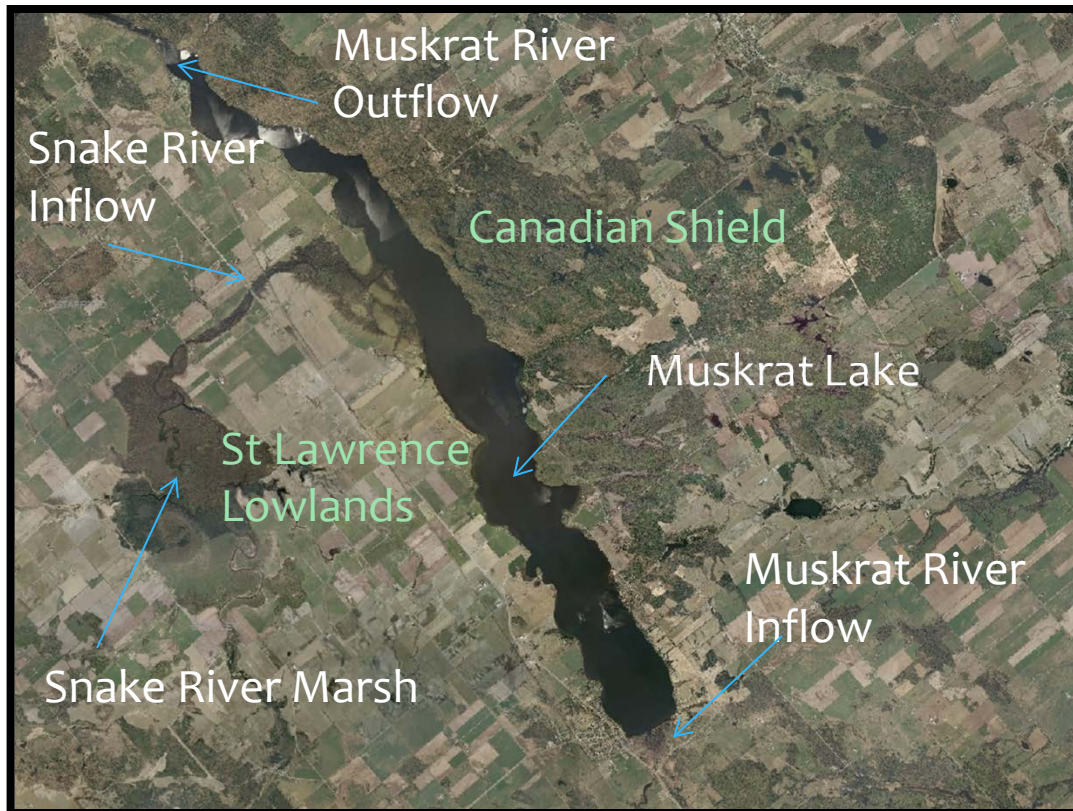 Muskrat River
Outflow
Snake River
Inflow
Canadian Shield
Muskrat Lake
St Lawrence
Lowlands
Muskrat River
Inflow
Snake River Marsh